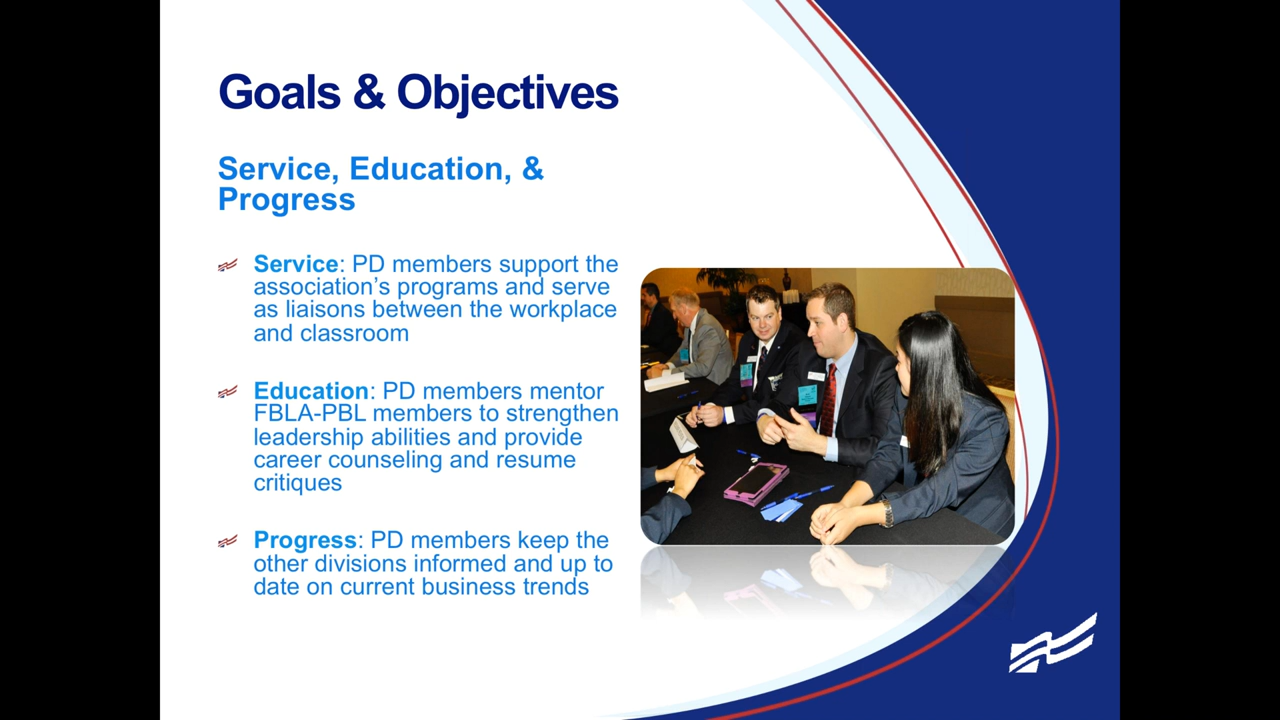 Goals & Objectives
Service, Education, &
Progress
Service: PD members support the
association’s programs and serve
as liaisons between the workplace
and classroom
Education: PD members mentor
FBLA-PBL members to strengthen
leadership abilities and provide
career counseling and resume
critiques
Progress: PD members keep the
other divisions informed and up to
date on current business trends